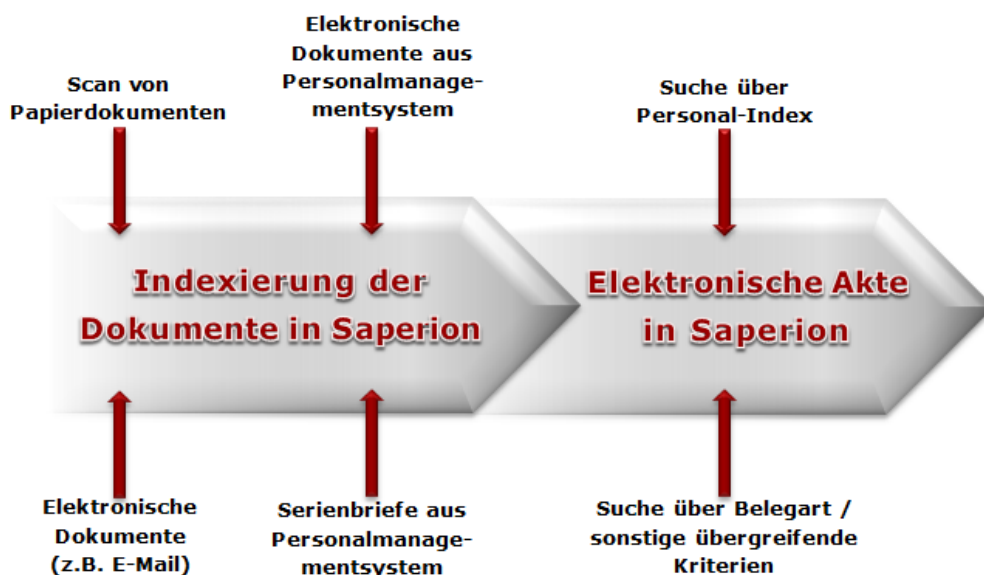 Scan von
Papierdokumenten
Elektronische
Dokumente aus
Personalmanage-
mentsystem
Suche über
Personal-Index
Indexierung der
Dokumente in Saperion
Elektronische Akte
in Saperion
Elektronische
Dokumente
(z.B. E-Mail)
Serienbriefe aus
Personalmanage-
mentsystem
Suche über Belegart /
sonstige übergreifende
Kriterien